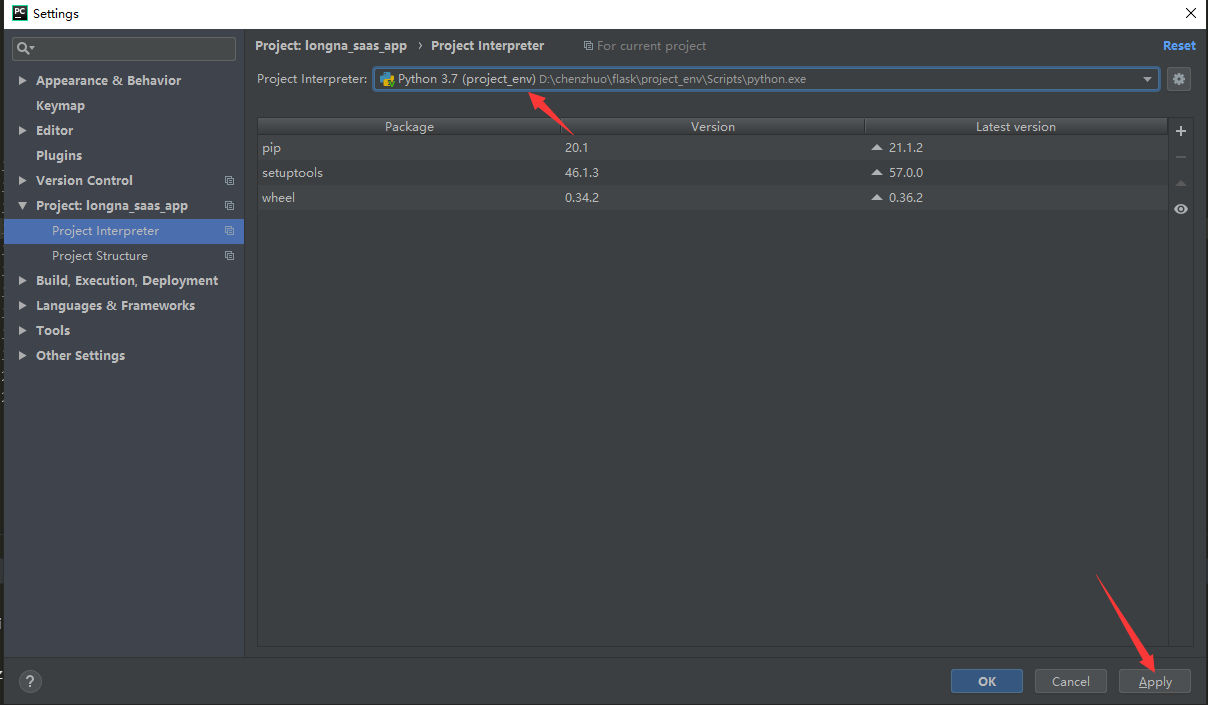 PC Settings
Project: longna_saas_app › Project Interpreter For current project Reset
Project Interpreter: Python 3.7 (project_env) D:\chenzhuo\flask\project_env\Scripts\python.exe
Appearance & Behavior
Keymap
Editor
Plugins
Version Control
Project: longna_saas_app
Project Interpreter
Project Structure
Build, Execution, Deployment
Languages & Frameworks
Tools
Other Settings
Package Version Latest version
pip 20.1 21.1.2
setuptools 46.1.3 57.0.0
wheel 0.34.2 0.36.2
? OK Cancel Apply